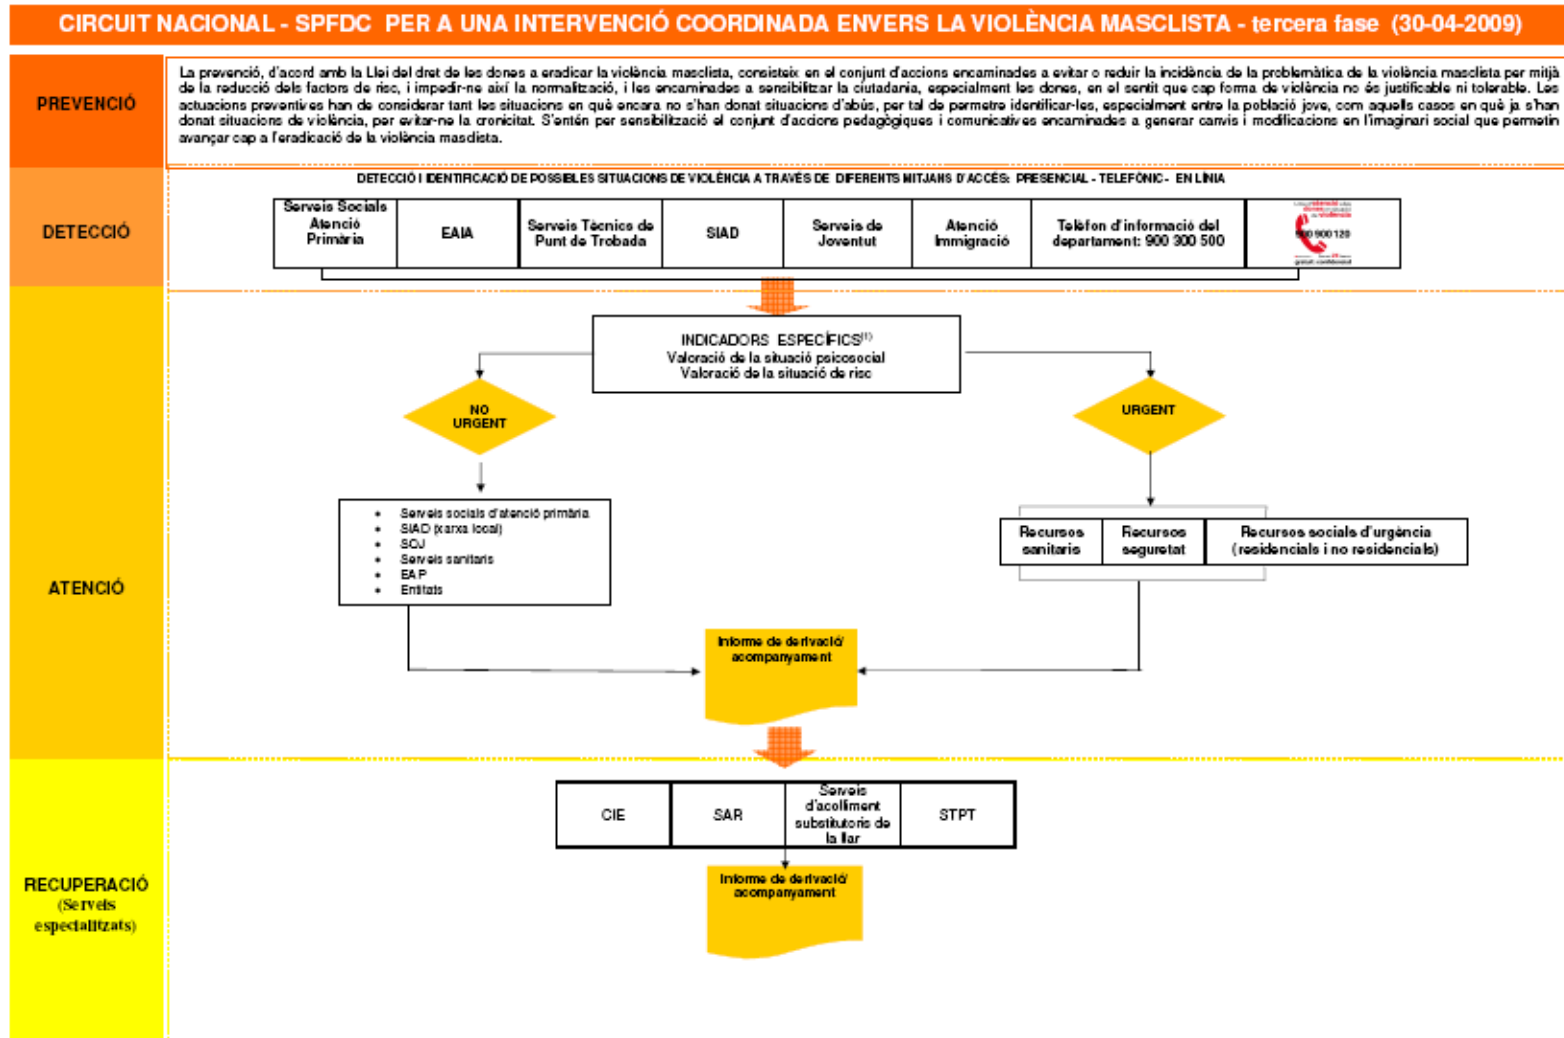 CIRCUIT NACIONAL - SPFDC PER A UNA INTERVENCIÓ COORDINADA ENVERS LA VIOLÈNCIA MASCLISTA - tercera fase (30-04-2009)
PREVENCIÓ
La prevenció, d'acord amb la Llei del dret de les dones a eradicar la violència masclista, consisteix en el conjunt d'accions encaminades a evitar o reduir la incidència de la problemàtica de la violència masclista per mitjà
de la reducció dels factors de risc, i impedir-ne així la normalització, i les encaminades a sensibilitzar la ciutadania, especialment les dones, en el sentit que cap forma de violència no és justificable ni tolerable. Les
actuacions preventives han de considerar tant les situacions en què encara no s'han donat situacions d'abús, per tal de permetre identificar-les, especialment entre la població jove, com aquells casos en què ja s'han
donat situacions de violència, per evitar-ne la cronicitat. S'entén per sensibilització el conjunt d'accions pedagògiques i comunicatives encaminades a generar canvis i modificacions en l'imaginari social que permetin
avançar cap a l'eradicació de la violència masclista.
DETECCIÓ
DETECCIÓ I IDENTIFICACIÓ DE POSSIBLES SITUACIONS DE VIOLÈNCIA A TRAVÉS DE DIFERENTS MITJANS D'ACCÉS: PRESENCIAL - TELEFÒNIC - EN LÍNIA
Serveis Socials
Atenció
Primària
EAIA
Serveis Tècnics de
Punt de Trobada
SIAD
Serveis de
Joventut
Atenció
Immigració
Telèfon d'informació del
departament: 900 300 500
900 900 120
ATENCIÓ
INDICADORS ESPECÍFICS(1)
Valoració de la situació psicosocial
Valoració de la situació de risc
NO
URGENT
URGENT
• Serveis socials d'atenció primària
• SIAD (xarxa local)
• SOJ
• Serveis sanitaris
• EAP
• Entitats
Recursos
sanitaris
Recursos
seguretat
Recursos socials d'urgència
(residencials i no residencials)
Informe de derivació/
acompanyament
RECUPERACIÓ
(Serveis
especialitzats)
CIE
SAR
Serveis
d'acolliment
substitutoris de
la llar
STPT
Informe de derivació/
acompanyament